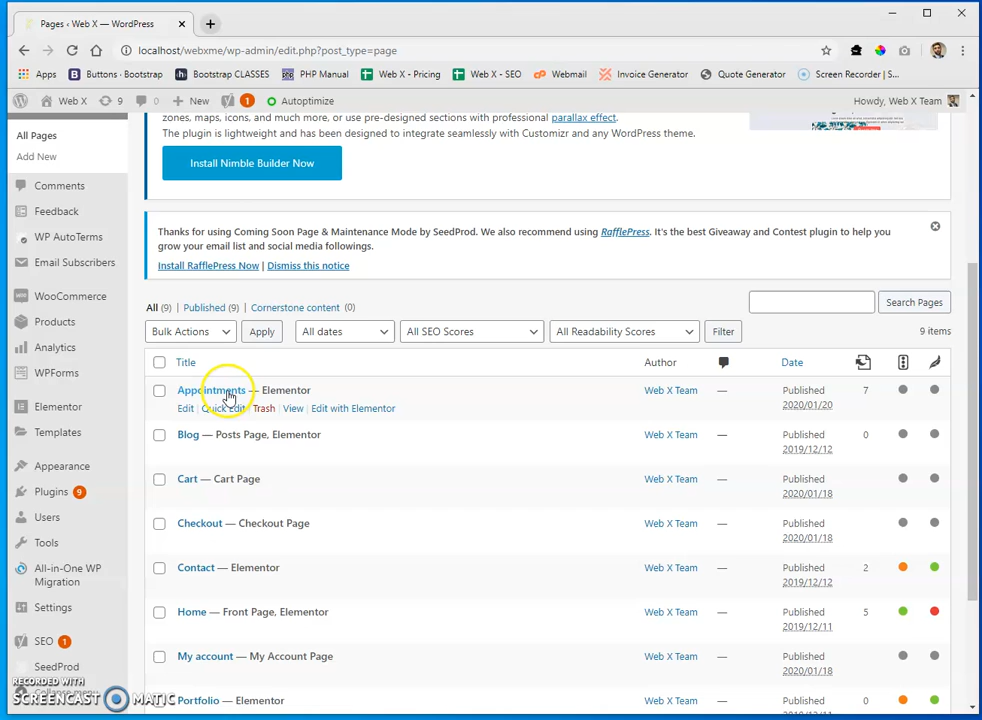 Pages ‹ Web X — WordPress
localhost/webxme/wp-admin/edit.php?post_type=page
Apps
Buttons · Bootstrap
Bootstrap CLASSES
PHP Manual
Web X - Pricing
Web X - SEO
Webmail
Invoice Generator
Quote Generator
Screen Recorder | S...
Web X
9
0
New
1
Autoptimize
Howdy, Web X Team
All Pages
Add New
Comments
Feedback
WP AutoTerms
Email Subscribers
WooCommerce
Products
Analytics
WPForms
Elementor
Templates
Appearance
Plugins 9
Users
Tools
All-in-One WP
Migration
Settings
SEO 1
SeedProd
Collapse menu
RECORDED WITH
SCREENCAST MATIC
zones, maps, icons, and much more, or use pre-designed sections with professional parallax effect.
The plugin is lightweight and has been designed to integrate seamlessly with Customizr and any WordPress theme.
Install Nimble Builder Now
Thanks for using Coming Soon Page & Maintenance Mode by SeedProd. We also recommend using RafflePress. It's the best Giveaway and Contest plugin to help you
grow your email list and social media followings.
Install RafflePress Now | Dismiss this notice
All (9) | Published (9) | Cornerstone content (0)
Search Pages
Bulk Actions
Apply
All dates
All SEO Scores
All Readability Scores
Filter
9 items
Title
Author
Date
Appointments — Elementor
Web X Team
—
Published
2020/01/20
7
Edit | Quick Edit | Trash | View | Edit with Elementor
Blog — Posts Page, Elementor
Web X Team
—
Published
2019/12/12
0
Cart — Cart Page
Web X Team
—
Published
2020/01/18
Checkout — Checkout Page
Web X Team
—
Published
2020/01/18
Contact — Elementor
Web X Team
—
Published
2019/12/12
2
Home — Front Page, Elementor
Web X Team
—
Published
2019/12/11
5
My account — My Account Page
Web X Team
—
Published
2020/01/18
Portfolio — Elementor
Web X Team
—
Published
0